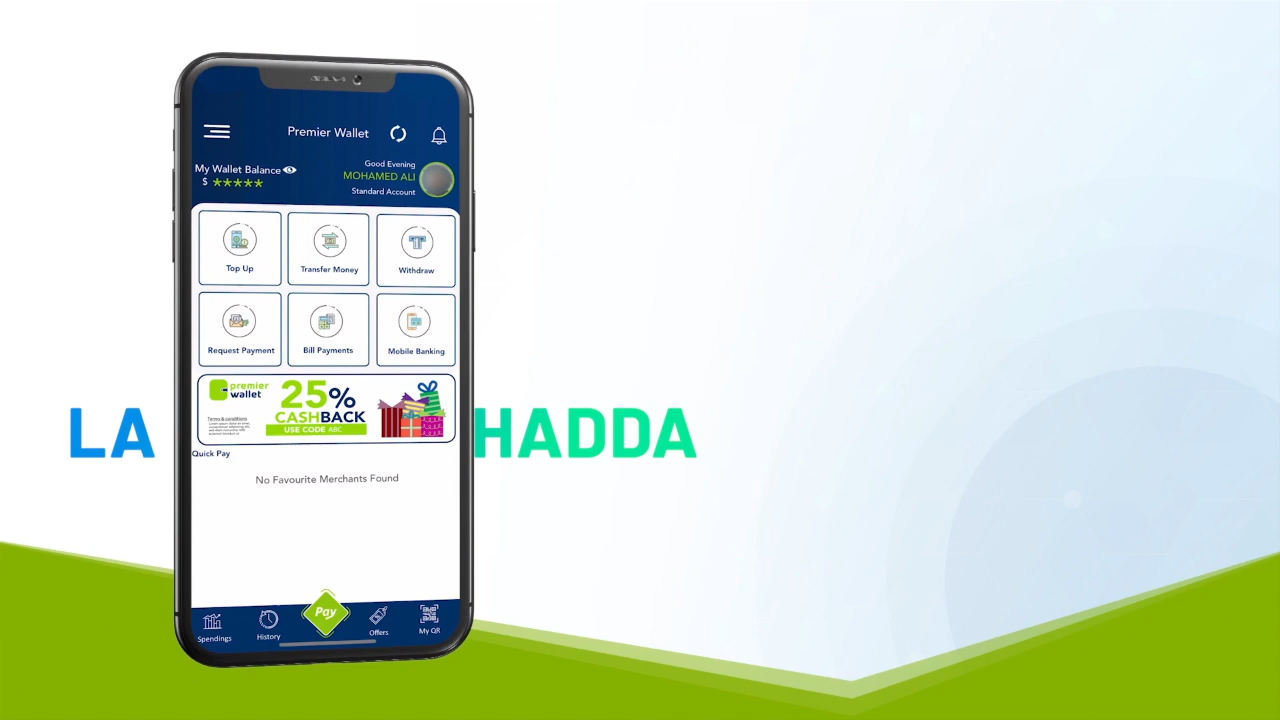 Premier Wallet
My Wallet Balance
$ *****
Good Evening
MOHAMED ALI
Standard Account
Top Up
Transfer Money
Withdraw
Request Payment
Bill Payments
Mobile Banking
premier
wallet
25%
CASHBACK
USE CODE ABC
Terms & conditions
LA
HADDA
Quick Pay
No Favourite Merchants Found
Spendings
History
Pay
Offers
My QR